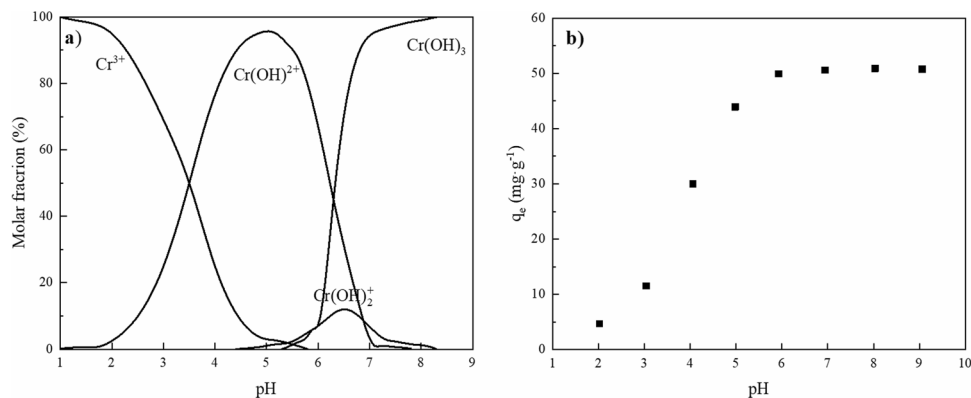 a)
Cr³⁺
Cr(OH)²⁺
Cr(OH)₃
Cr(OH)₂⁺
100
80
60
40
20
0
Molar fracrion (%)
1 2 3 4 5 6 7 8 9
pH
b)
60
50
40
30
20
10
0
qₑ (mg·g⁻¹)
1 2 3 4 5 6 7 8 9 10
pH